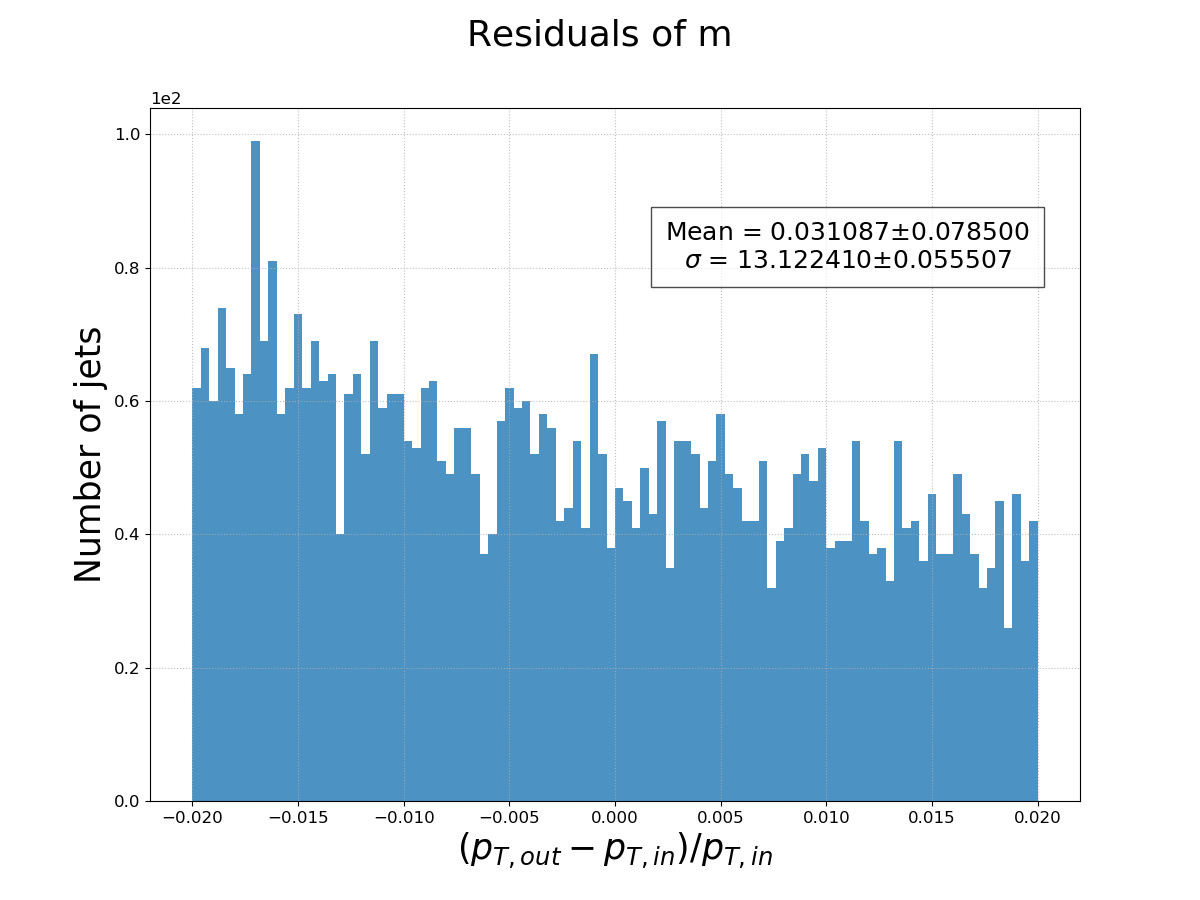 Residuals of m
1e2
1.0
0.8
0.6
0.4
0.2
0.0
Number of jets
Mean = 0.031087±0.078500
σ = 13.122410±0.055507
−0.020 −0.015 −0.010 −0.005 0.000 0.005 0.010 0.015 0.020
(p_{T, out} − p_{T, in})/p_{T, in}